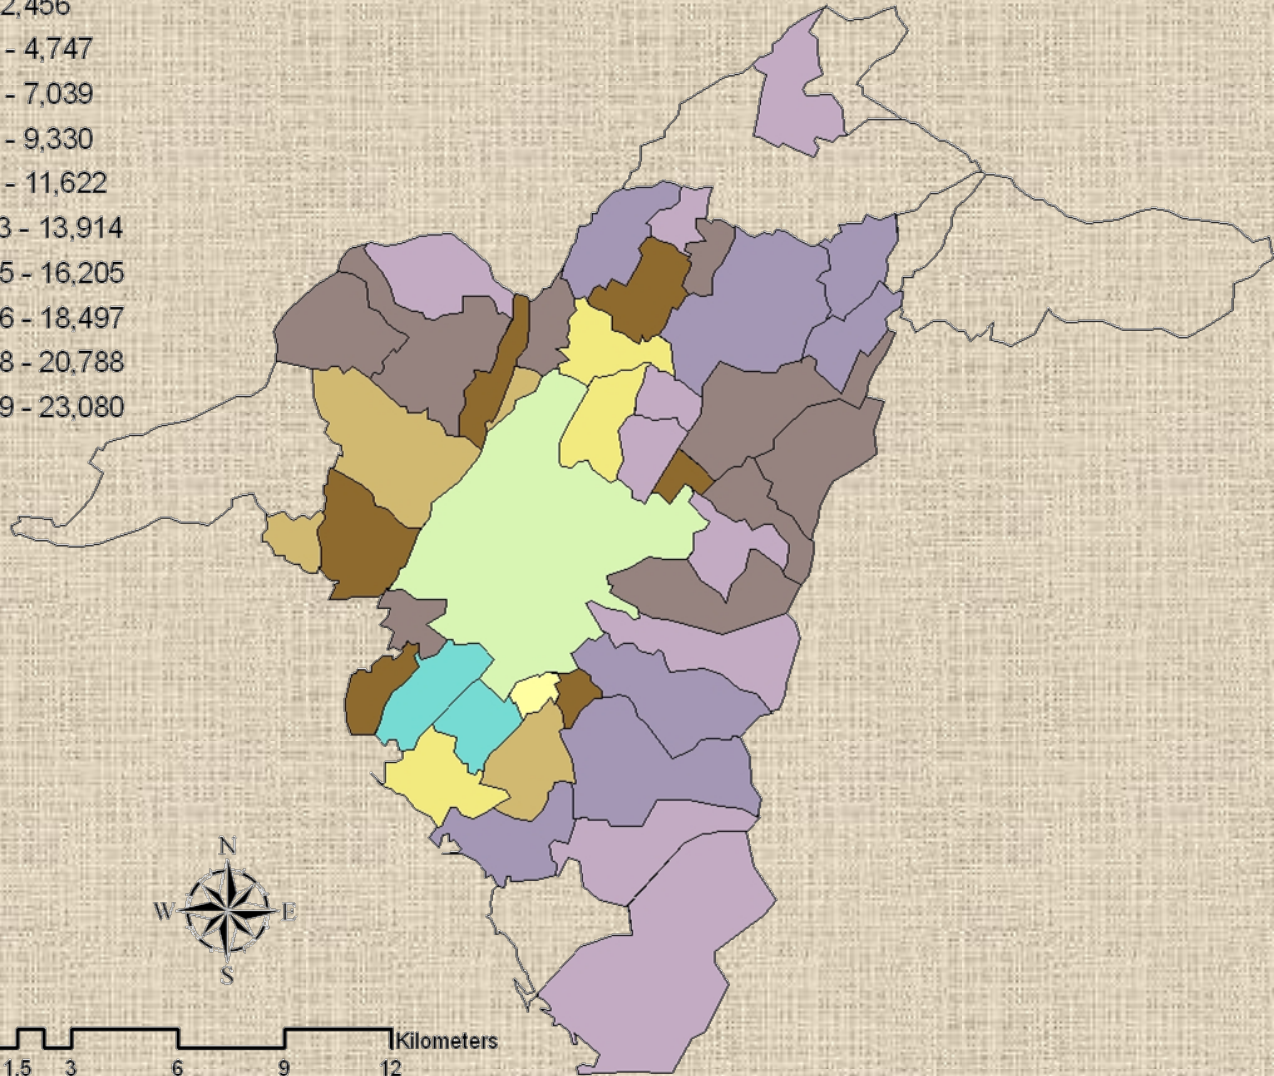 2,456
- 4,747
- 7,039
- 9,330
- 11,622
3 - 13,914
5 - 16,205
6 - 18,497
8 - 20,788
9 - 23,080
N
W E
S
Kilometers
1.5 3 6 9 12